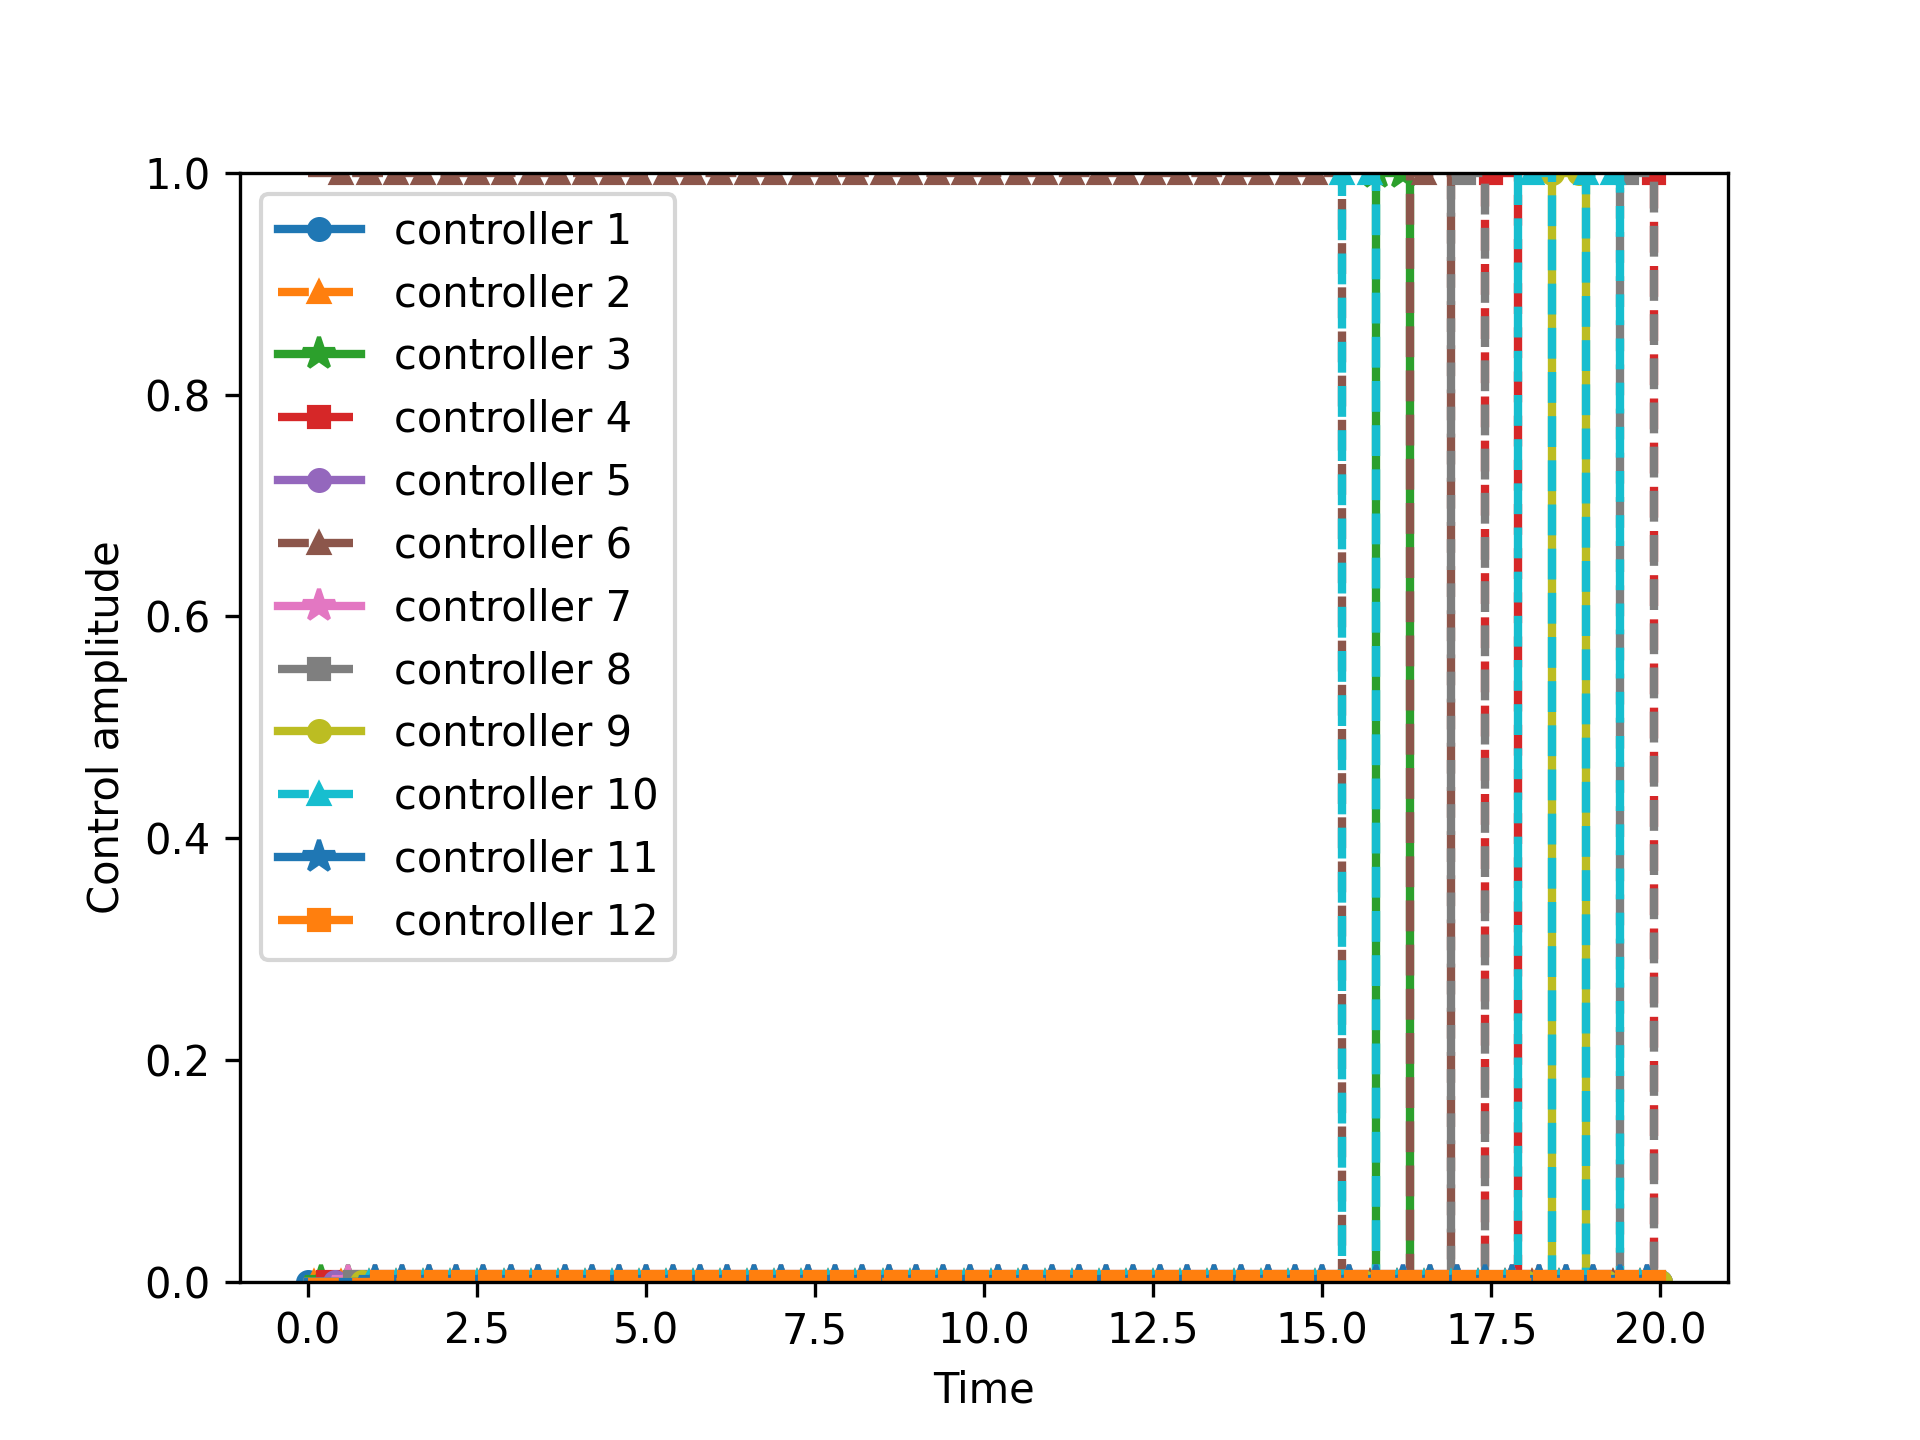 1.0
0.8
0.6
0.4
0.2
0.0
Control amplitude
controller 1
controller 2
controller 3
controller 4
controller 5
controller 6
controller 7
controller 8
controller 9
controller 10
controller 11
controller 12
0.0 2.5 5.0 7.5 10.0 12.5 15.0 17.5 20.0
Time